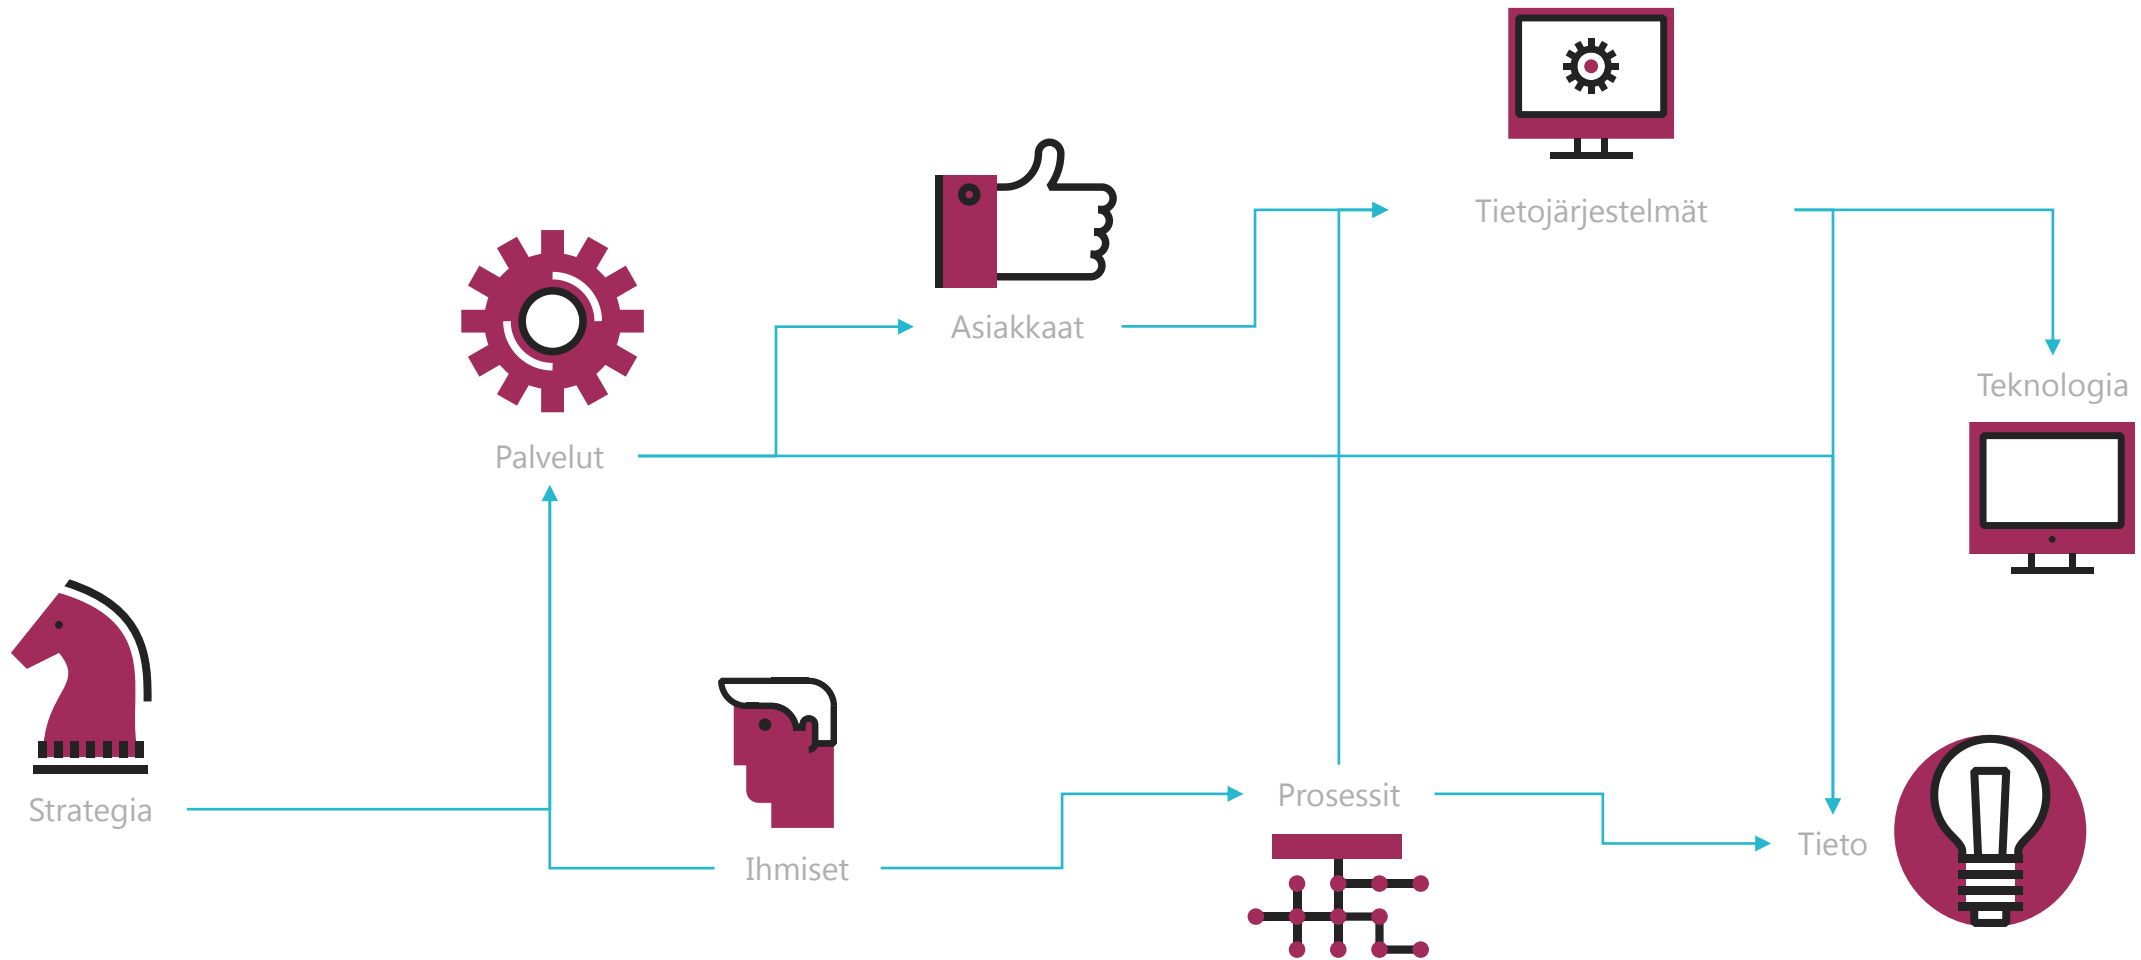 Tietojärjestelmät
Asiakkaat
Teknologia
Palvelut
Prosessit
Strategia
Tieto
Ihmiset